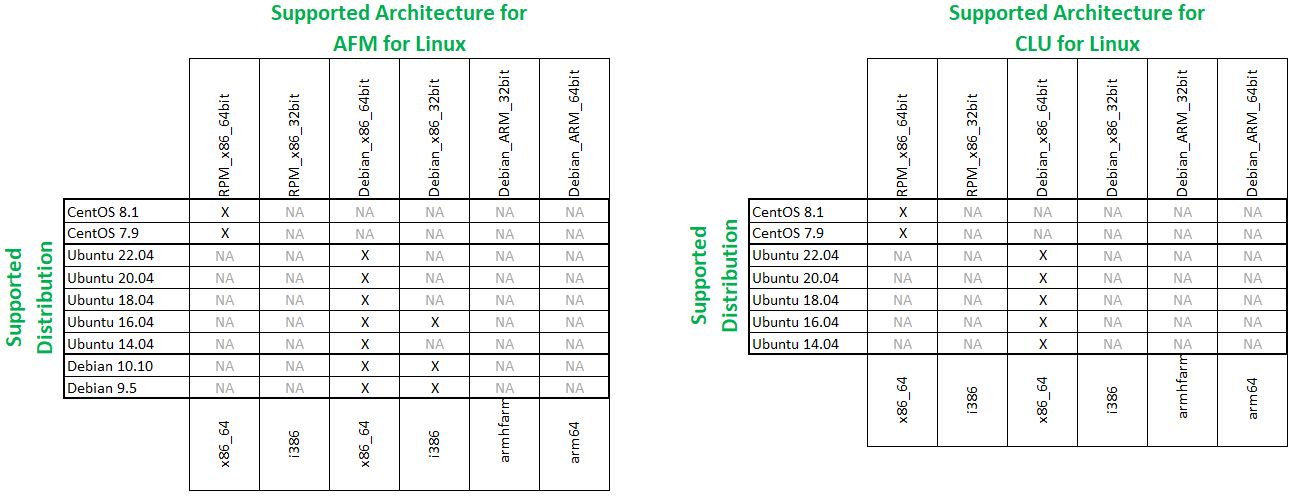 Supported Architecture for
AFM for Linux
RPM_x86_64bit
RPM_x86_32bit
Debian_x86_64bit
Debian_x86_32bit
Debian_ARM_32bit
Debian_ARM_64bit
Supported
Distribution
CentOS 8.1 X NA NA NA NA NA
CentOS 7.9 X NA NA NA NA NA
Ubuntu 22.04 NA NA X NA NA NA
Ubuntu 20.04 NA NA X NA NA NA
Ubuntu 18.04 NA NA X NA NA NA
Ubuntu 16.04 NA NA X X NA NA
Ubuntu 14.04 NA NA X NA NA NA
Debian 10.10 NA NA X X NA NA
Debian 9.5 NA NA X X NA NA
x86_64
i386
x86_64
i386
armhfarm
arm64
Supported Architecture for
CLU for Linux
RPM_x86_64bit
RPM_x86_32bit
Debian_x86_64bit
Debian_x86_32bit
Debian_ARM_32bit
Debian_ARM_64bit
Supported
Distribution
CentOS 8.1 X NA NA NA NA NA
CentOS 7.9 X NA NA NA NA NA
Ubuntu 22.04 NA NA X NA NA NA
Ubuntu 20.04 NA NA X NA NA NA
Ubuntu 18.04 NA NA X NA NA NA
Ubuntu 16.04 NA NA X NA NA NA
Ubuntu 14.04 NA NA X NA NA NA
x86_64
i386
x86_64
i386
armhfarm
arm64